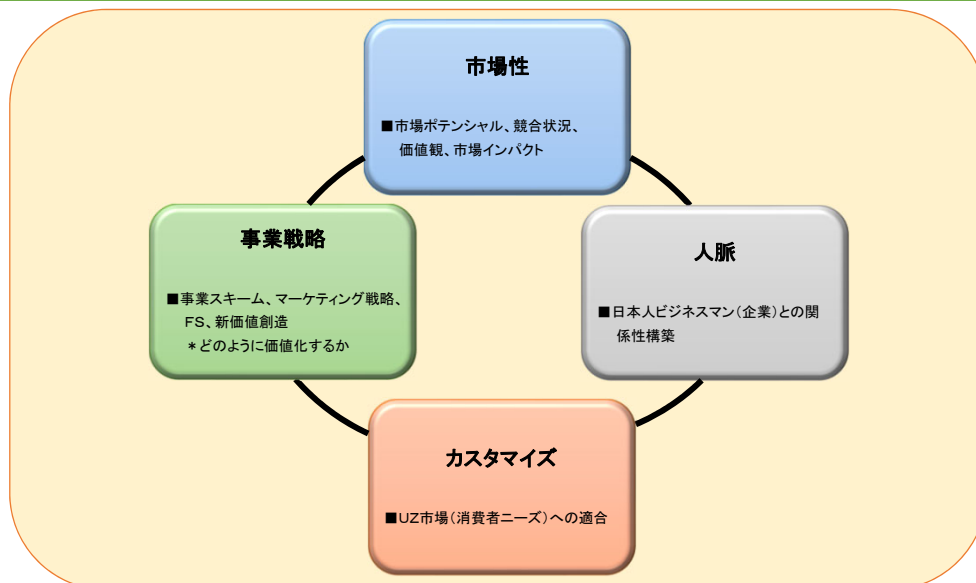 市場性
■市場ポテンシャル、競合状況、
価値観、市場インパクト
事業戦略
■事業スキーム、マーケティング戦略、
FS、新価値創造
*どのように価値化するか
人脈
■日本人ビジネスマン(企業)との関
係性構築
カスタマイズ
■UZ市場(消費者ニーズ)への適合